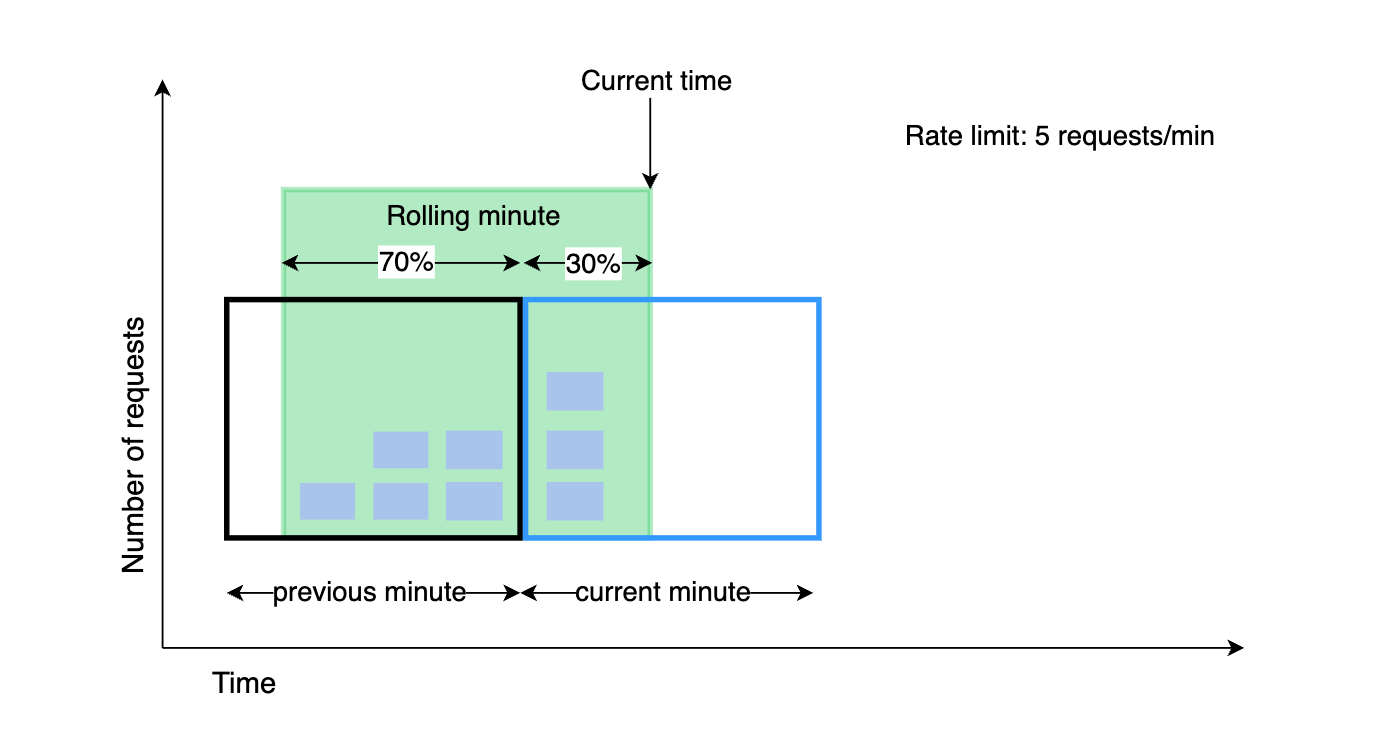 Current time
Rate limit: 5 requests/min
Rolling minute
70%
30%
Number of requests
previous minute
current minute
Time